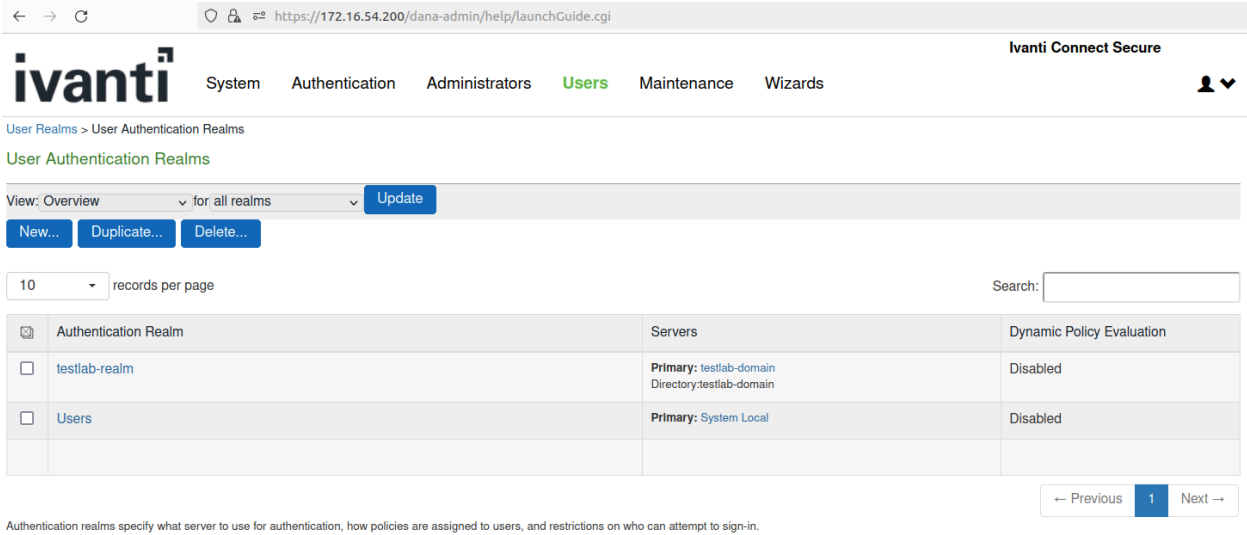 https://172.16.54.200/dana-admin/help/launchGuide.cgi
Ivanti Connect Secure
ivanti System Authentication Administrators Users Maintenance Wizards
User Realms > User Authentication Realms
User Authentication Realms
View: Overview for all realms Update
New... Duplicate... Delete...
10 records per page Search:
Authentication Realm Servers Dynamic Policy Evaluation
testlab-realm Primary: testlab-domain Disabled
Directory:testlab-domain
Users Primary: System Local Disabled
← Previous 1 Next →
Authentication realms specify what server to use for authentication, how policies are assigned to users, and restrictions on who can attempt to sign-in.